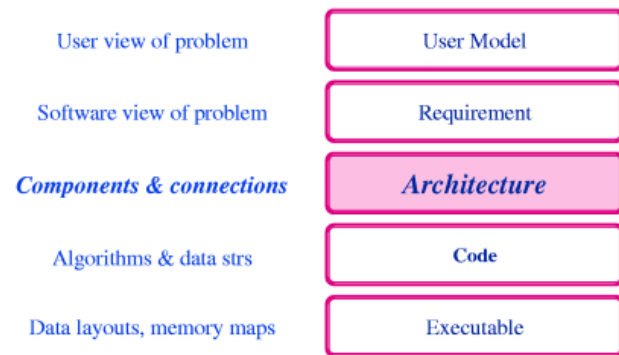 User view of problem User Model
Software view of problem Requirement
Components & connections Architecture
Algorithms & data strs Code
Data layouts, memory maps Executable